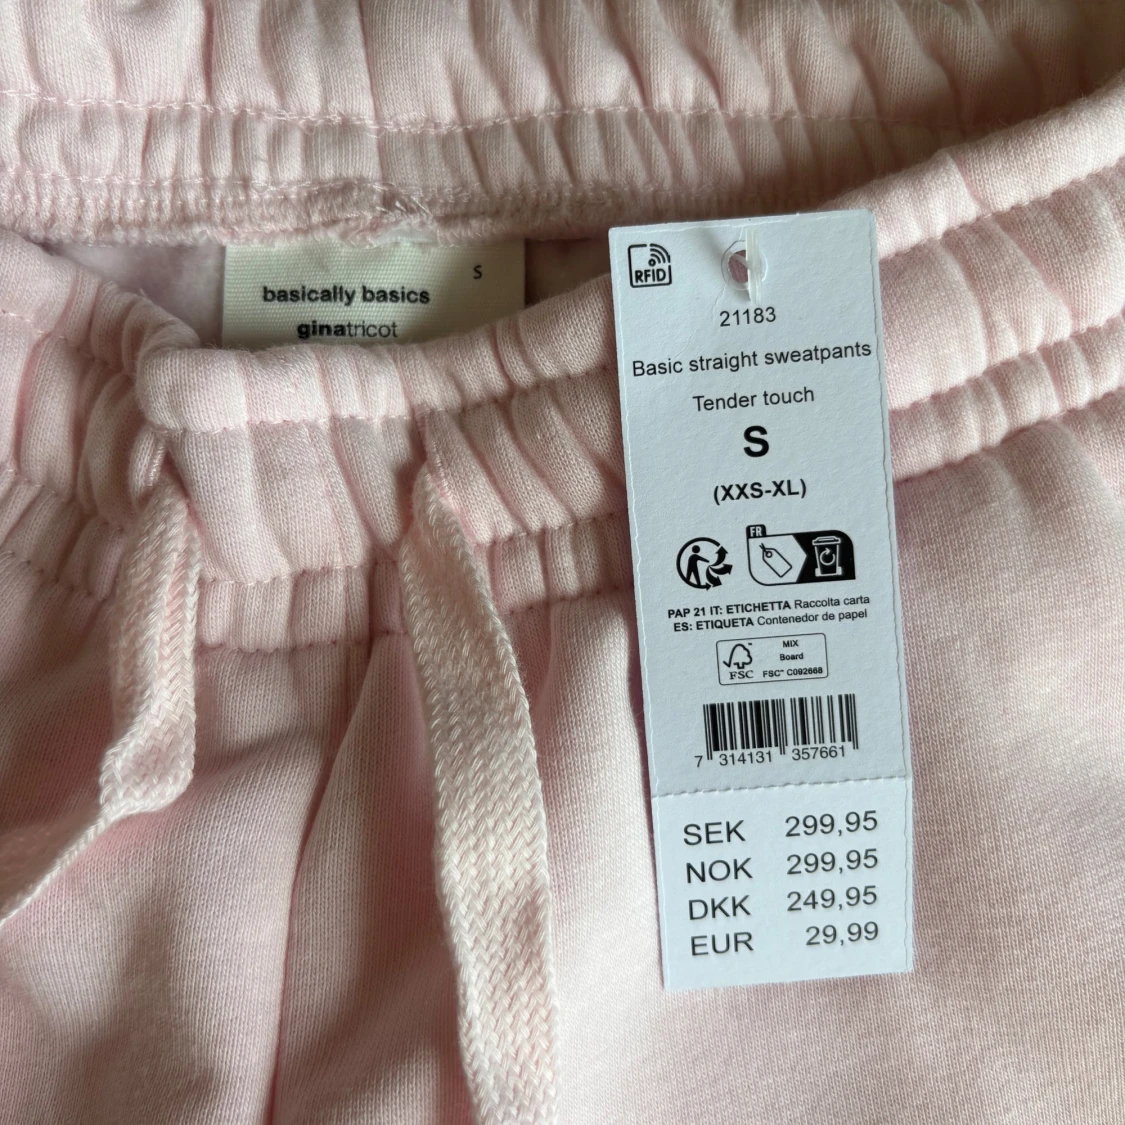 S
basically basics
ginatricot
RFID
21183
Basic straight sweatpants
Tender touch
S
(XXS-XL)
FR
PAP 21 IT: ETICHETTA Raccolta carta
ES: ETIQUETA Contenedor de papel
MIX
Board
FSC™ C092668
FSC
7 314131 357661
SEK 299,95
NOK 299,95
DKK 249,95
EUR 29,99